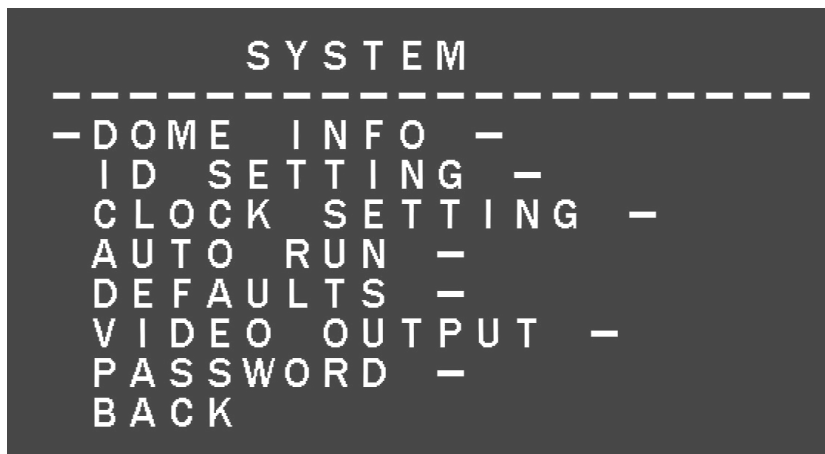 SYSTEM
– – – – – – – – – – – – – – – – – – – –
–DOME INFO –
ID SETTING –
CLOCK SETTING –
AUTO RUN –
DEFAULTS –
VIDEO OUTPUT –
PASSWORD –
BACK